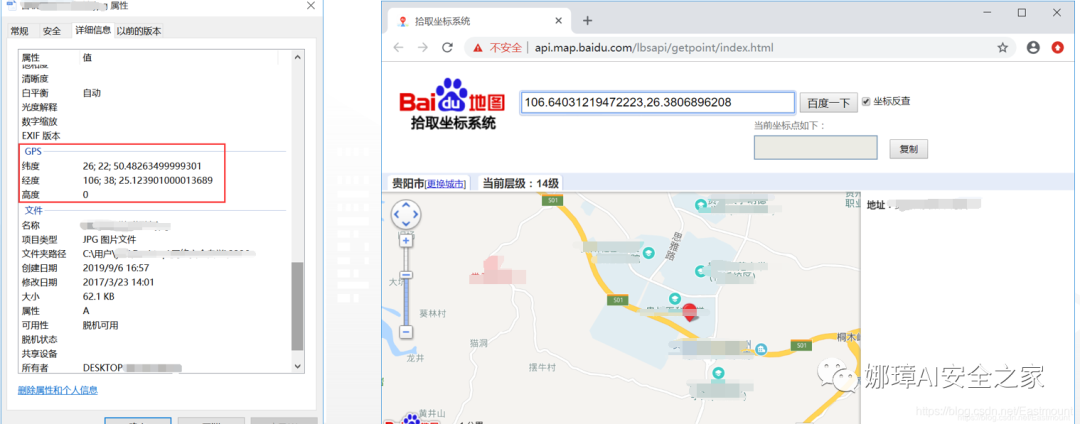 属性
常规 安全 详细信息 以前的版本
属性 值
清晰度
白平衡 自动
光度解释
数字缩放
EXIF 版本
GPS
纬度 26; 22; 50.48263499999301
经度 106; 38; 25.123901000013689
高度 0
文件
名称
项目类型 JPG 图片文件
文件夹路径 C:\用户\
创建日期 2019/9/6 16:57
修改日期 2017/3/23 14:01
大小 62.1 KB
属性 A
可用性 脱机可用
脱机状态
共享设备
所有者 DESKTOP
删除属性和个人信息
拾取坐标系统
不安全 api.map.baidu.com/lbsapi/getpoint/index.html
Bai du 地图
拾取坐标系统
106.64031219472223,26.3806896208
百度一下
坐标反查
当前坐标点如下：
复制
贵阳市[更换城市] 当前层级：14级
地址：
S01
思雅路
S01
葵林村
猫洞
S01
桐木岭
龙井
摆牛村
黄井山
娜璋AI安全之家
https://blog.csdn.net/Eastmount